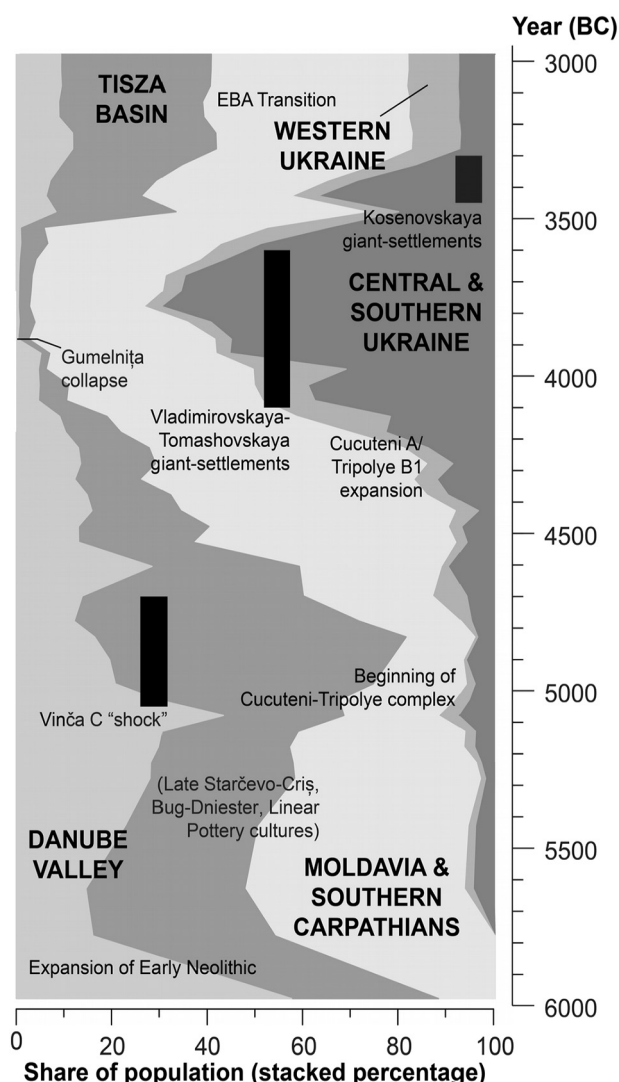 Year (BC)
3000
TISZA
BASIN
EBA Transition
WESTERN
UKRAINE
3500
Kosenovskaya
giant-settlements
CENTRAL &
SOUTHERN
UKRAINE
Gumelnița
collapse
4000
Vladimirovskaya-
Tomashovskaya
giant-settlements
Cucuteni A/
Tripolye B1
expansion
4500
Beginning of
Cucuteni-Tripolye complex
5000
Vinča C “shock”
(Late Starčevo-Criș,
Bug-Dniester, Linear
Pottery cultures)
5500
DANUBE
VALLEY
MOLDAVIA &
SOUTHERN
CARPATHIANS
Expansion of Early Neolithic
6000
0 20 40 60 80 100
Share of population (stacked percentage)